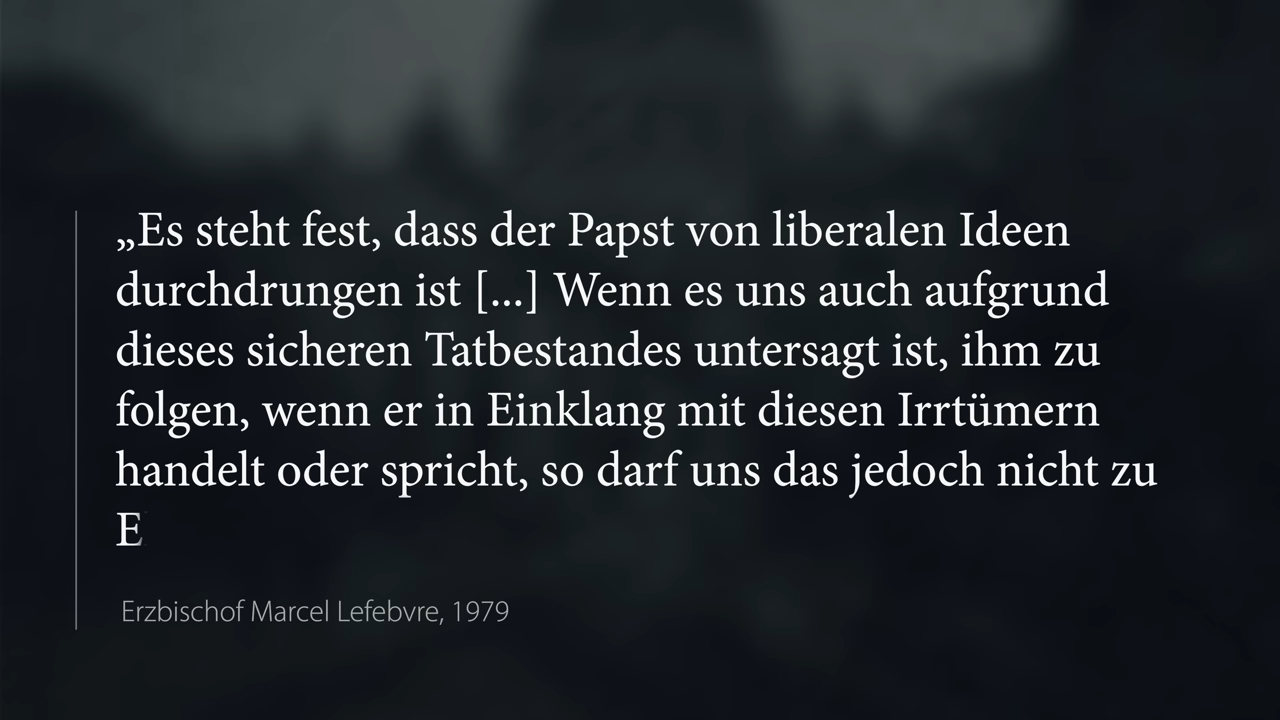 „Es steht fest, dass der Papst von liberalen Ideen
durchdrungen ist [...] Wenn es uns auch aufgrund
dieses sicheren Tatbestandes untersagt ist, ihm zu
folgen, wenn er in Einklang mit diesen Irrtümern
handelt oder spricht, so darf uns das jedoch nicht zu
E
Erzbischof Marcel Lefebvre, 1979